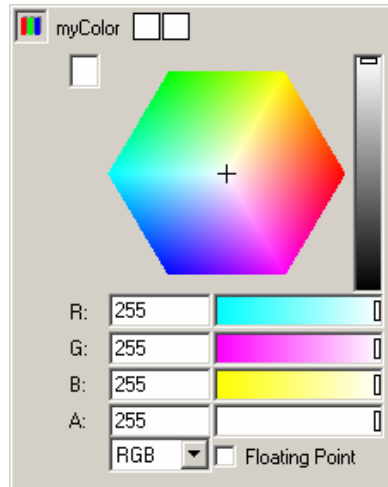 myColor
R: 255
G: 255
B: 255
A: 255
RGB Floating Point